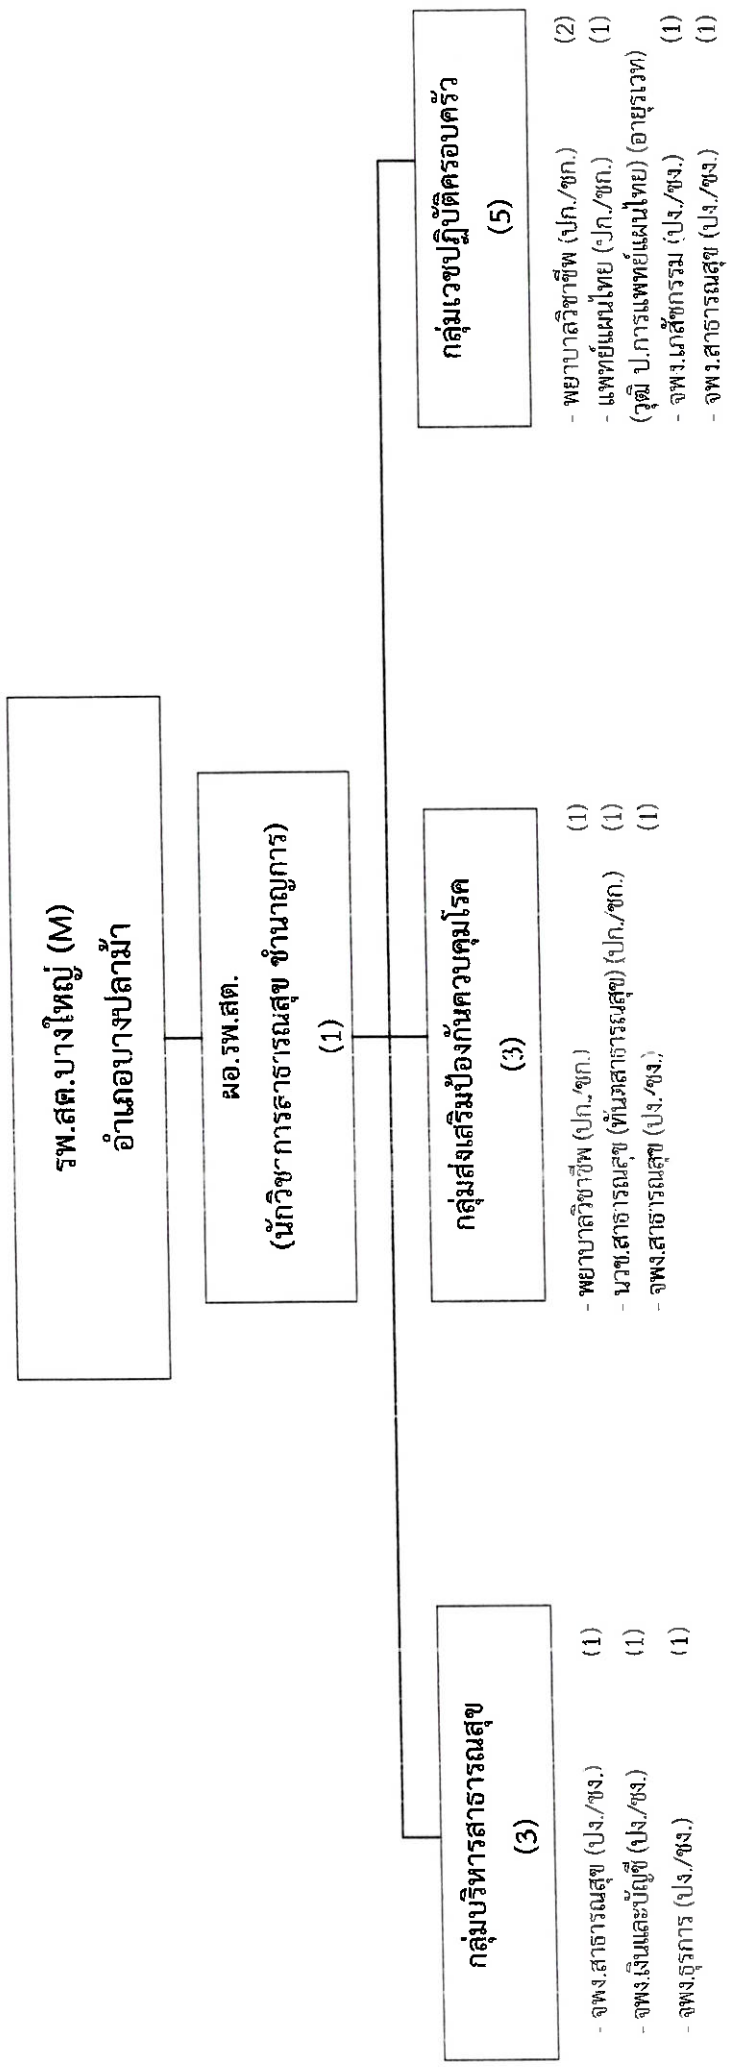 รพ.สต.บางใหญ่ (M)
อำเภอบางปลาม้า
ผอ.รพ.สต.
(นักวิชาการสาธารณสุข ชำนาญการ)
(1)
กลุ่มบริหารสาธารณสุข
(3)
- จพง.สาธารณสุข (ปง./ชง.) (1)
- จพง.เงินและบัญชี (ปง./ชง.) (1)
- จพง.ธุรการ (ปง./ชง.) (1)
กลุ่มส่งเสริมป้องกันควบคุมโรค
(3)
- พยาบาลวิชาชีพ (ปก./ชก.) (1)
- นวช.สาธารณสุข (ทันตสาธารณสุข) (ปก./ชก.) (1)
- จพง.สาธารณสุข (ปง./ชง.) (1)
กลุ่มเวชปฏิบัติครอบครัว
(5)
- พยาบาลวิชาชีพ (ปก./ชก.) (2)
- แพทย์แผนไทย (ปก./ชก.) (1)
(วุฒิ ป.การแพทย์แผนไทย) (อายุรเวท)
- จพง.เภสัชกรรม (ปง./ชง.) (1)
- จพง.สาธารณสุข (ปง./ชง.) (1)